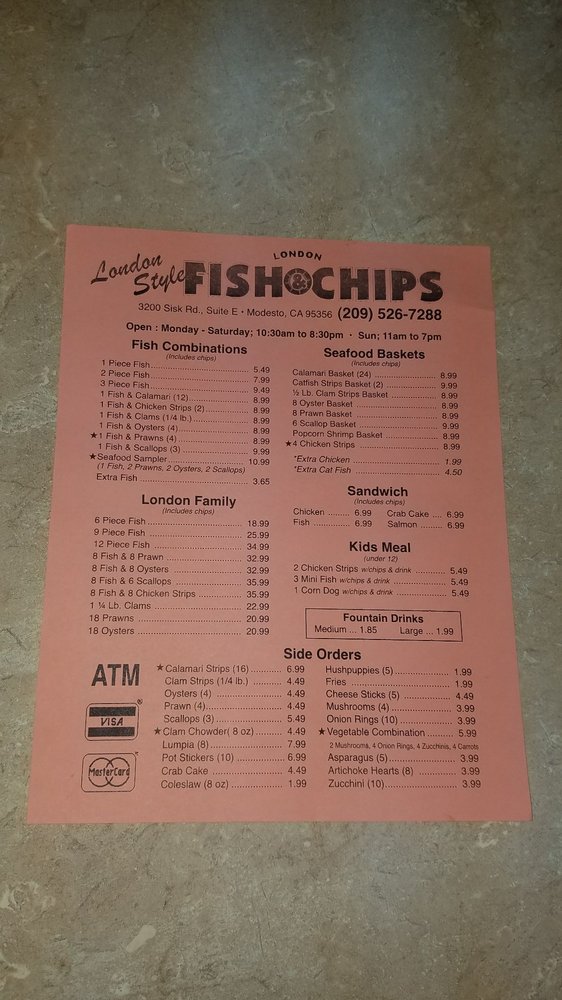 London Style
LONDON
FISH & CHIPS
3200 Sisk Rd., Suite E • Modesto, CA 95356 (209) 526-7288
Open : Monday - Saturday; 10:30am to 8:30pm • Sun; 11am to 7pm
Fish Combinations
(Includes chips)
1 Piece Fish ........ 5.49
2 Piece Fish ........ 7.99
3 Piece Fish ........ 9.49
1 Fish & Calamari (12) ........ 8.99
1 Fish & Chicken Strips (2) ........ 8.99
1 Fish & Clams (1/4 lb.) ........ 8.99
1 Fish & Oysters (4) ........ 8.99
★1 Fish & Prawns (4) ........ 8.99
1 Fish & Scallops (3) ........ 9.99
★Seafood Sampler ........ 10.99
(1 Fish, 2 Prawns, 2 Oysters, 2 Scallops)
Extra Fish ........ 3.65
London Family
(Includes chips)
6 Piece Fish ........ 18.99
9 Piece Fish ........ 25.99
12 Piece Fish ........ 34.99
8 Fish & 8 Prawn ........ 32.99
8 Fish & 8 Oysters ........ 32.99
8 Fish & 6 Scallops ........ 35.99
8 Fish & 8 Chicken Strips ........ 35.99
1 ¼ Lb. Clams ........ 22.99
18 Prawns ........ 20.99
18 Oysters ........ 20.99
Seafood Baskets
(Includes chips)
Calamari Basket (24) ........ 8.99
Catfish Strips Basket (2) ........ 9.99
½ Lb. Clam Strips Basket ........ 8.99
8 Oyster Basket ........ 8.99
8 Prawn Basket ........ 8.99
6 Scallop Basket ........ 8.99
Popcorn Shrimp Basket ........ 8.99
★4 Chicken Strips ........ 8.99
*Extra Chicken ........ 1.99
*Extra Cat Fish ........ 4.50
Sandwich
(Includes chips)
Chicken ........ 6.99 Crab Cake .... 6.99
Fish ........ 6.99 Salmon ........ 6.99
Kids Meal
(under 12)
2 Chicken Strips w/chips & drink ........ 5.49
3 Mini Fish w/chips & drink ........ 5.49
1 Corn Dog w/chips & drink ........ 5.49
Fountain Drinks
Medium ... 1.85 Large ... 1.99
Side Orders
★Calamari Strips (16) ........ 6.99
Clam Strips (1/4 lb.) ........ 4.49
Oysters (4) ........ 4.49
Prawn (4) ........ 4.49
Scallops (3) ........ 5.49
★Clam Chowder( 8 oz) ........ 4.49
Lumpia (8) ........ 7.99
Pot Stickers (10) ........ 6.99
Crab Cake ........ 4.49
Coleslaw (8 oz) ........ 1.99
Hushpuppies (5) ........ 1.99
Fries ........ 1.99
Cheese Sticks (5) ........ 4.49
Mushrooms (4) ........ 3.99
Onion Rings (10) ........ 3.99
★Vegetable Combination ........ 5.99
2 Mushrooms, 4 Onion Rings, 4 Zucchinis, 4 Carrots
Asparagus (5) ........ 3.99
Artichoke Hearts (8) ........ 3.99
Zucchini (10) ........ 3.99
ATM
VISA
MasterCard